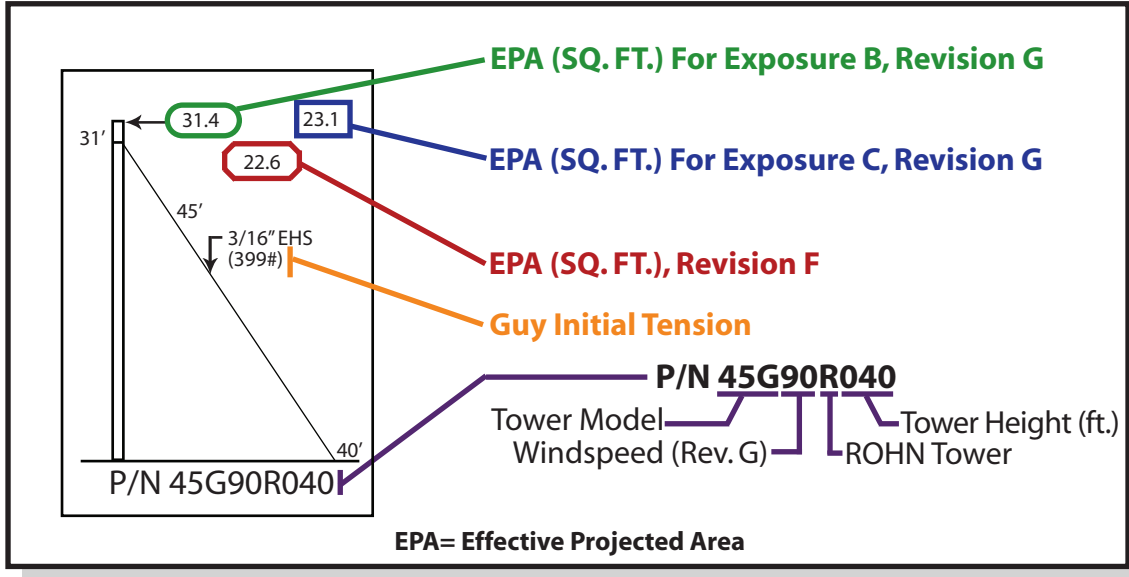 EPA (SQ. FT.) For Exposure B, Revision G
31.4
23.1
31’
EPA (SQ. FT.) For Exposure C, Revision G
22.6
45’
3/16” EHS
(399#)
EPA (SQ. FT.), Revision F
Guy Initial Tension
P/N 45G90R040
Tower Model
Tower Height (ft.)
Windspeed (Rev. G)
ROHN Tower
40’
P/N 45G90R040
EPA= Effective Projected Area